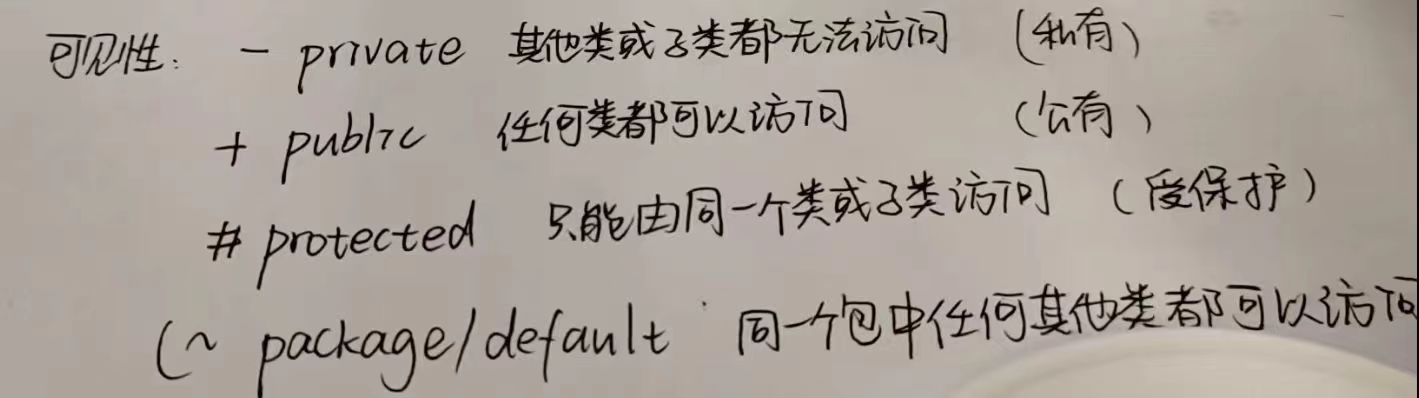 可见性: - private 其他类或子类都无法访问 (私有)
+ public 任何类都可以访问 (公有)
# protected 只能由同一个类或子类访问 (受保护)
(~ package/default 同一个包中任何其他类都可以访问